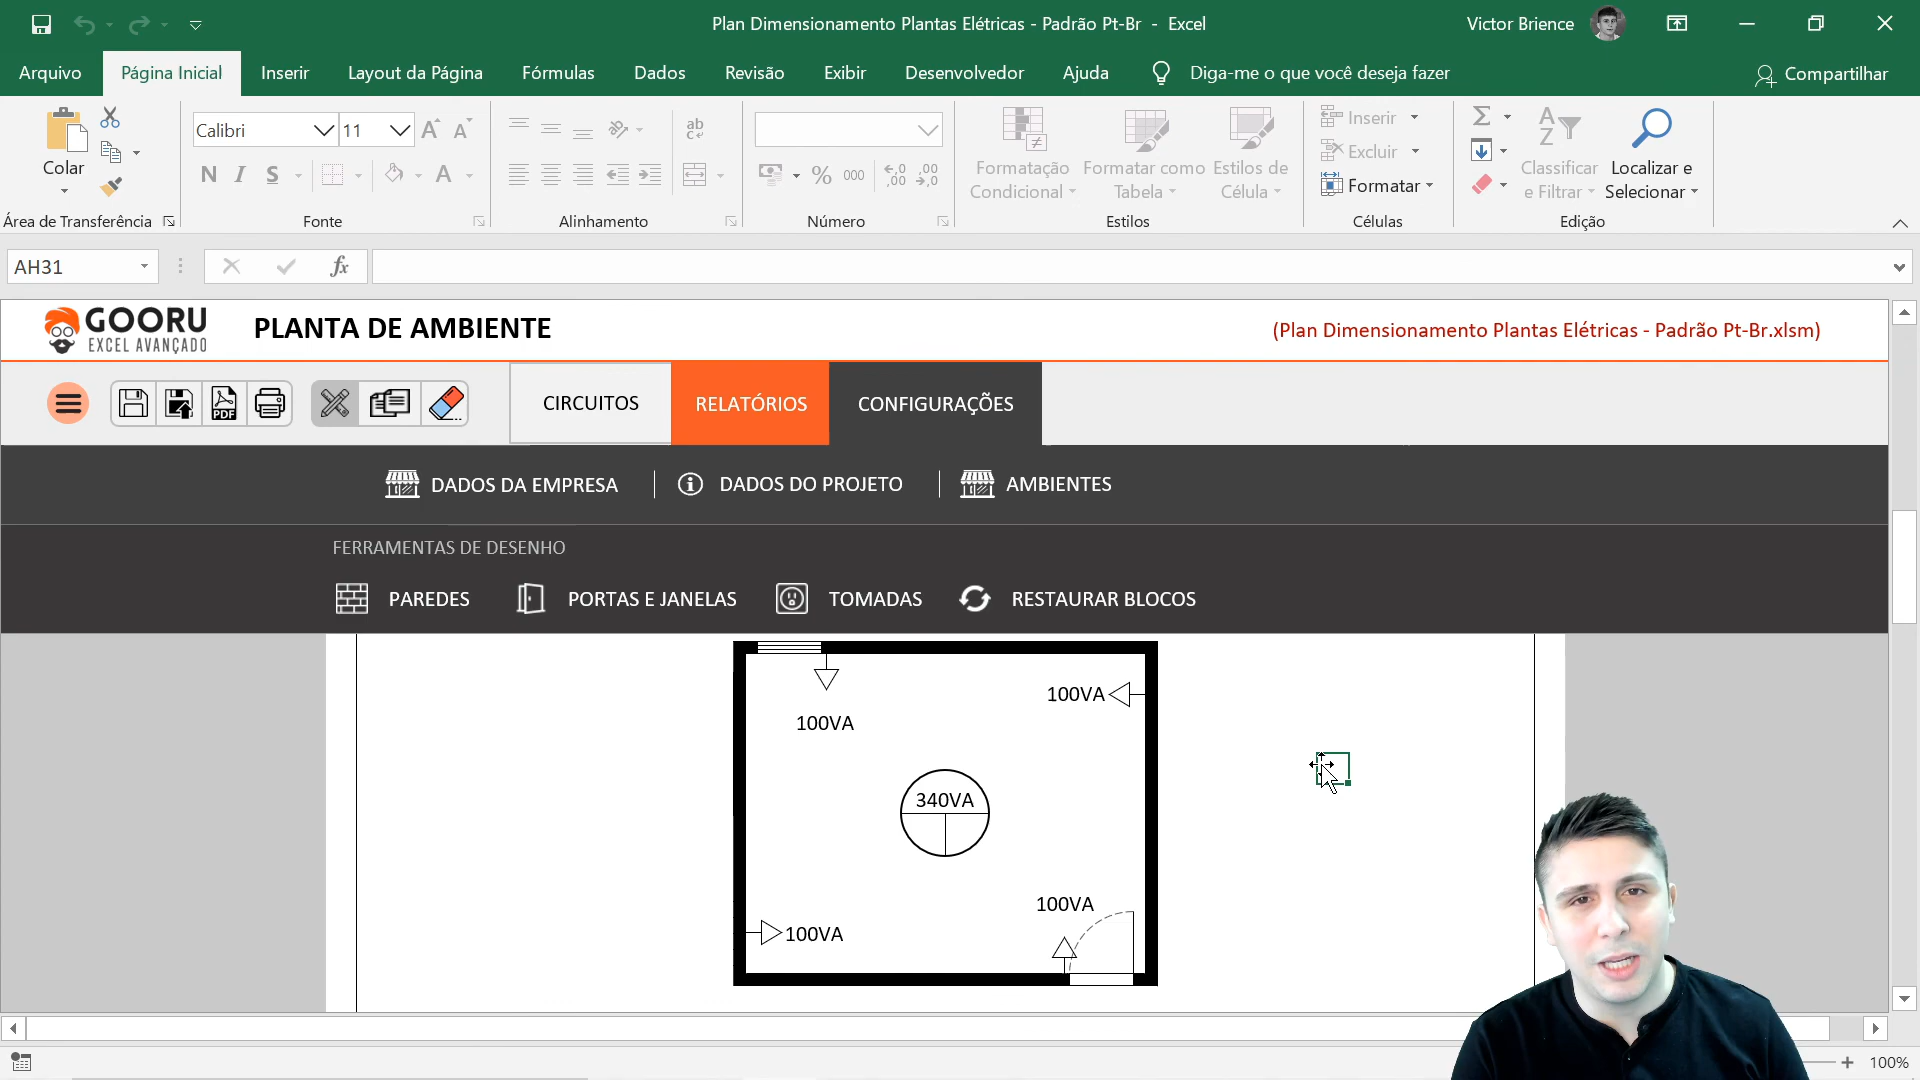 Plan Dimensionamento Plantas Elétricas - Padrão Pt-Br - Excel
Victor Brience
Arquivo
Página Inicial
Inserir
Layout da Página
Fórmulas
Dados
Revisão
Exibir
Desenvolvedor
Ajuda
Diga-me o que você deseja fazer
Compartilhar
Colar
Área de Transferência
Calibri
11
N I S
Fonte
ab
Alinhamento
% 000
Número
Formatação
Condicional
Formatar como
Tabela
Estilos de
Célula
Estilos
Inserir
Excluir
Formatar
Células
Classificar
e Filtrar
Localizar e
Selecionar
Edição
AH31
fx
GOORU
EXCEL AVANÇADO
PLANTA DE AMBIENTE
(Plan Dimensionamento Plantas Elétricas - Padrão Pt-Br.xlsm)
PDF
CIRCUITOS
RELATÓRIOS
CONFIGURAÇÕES
DADOS DA EMPRESA
DADOS DO PROJETO
AMBIENTES
FERRAMENTAS DE DESENHO
PAREDES
PORTAS E JANELAS
TOMADAS
RESTAURAR BLOCOS
100VA
100VA
340VA
100VA
100VA
100%